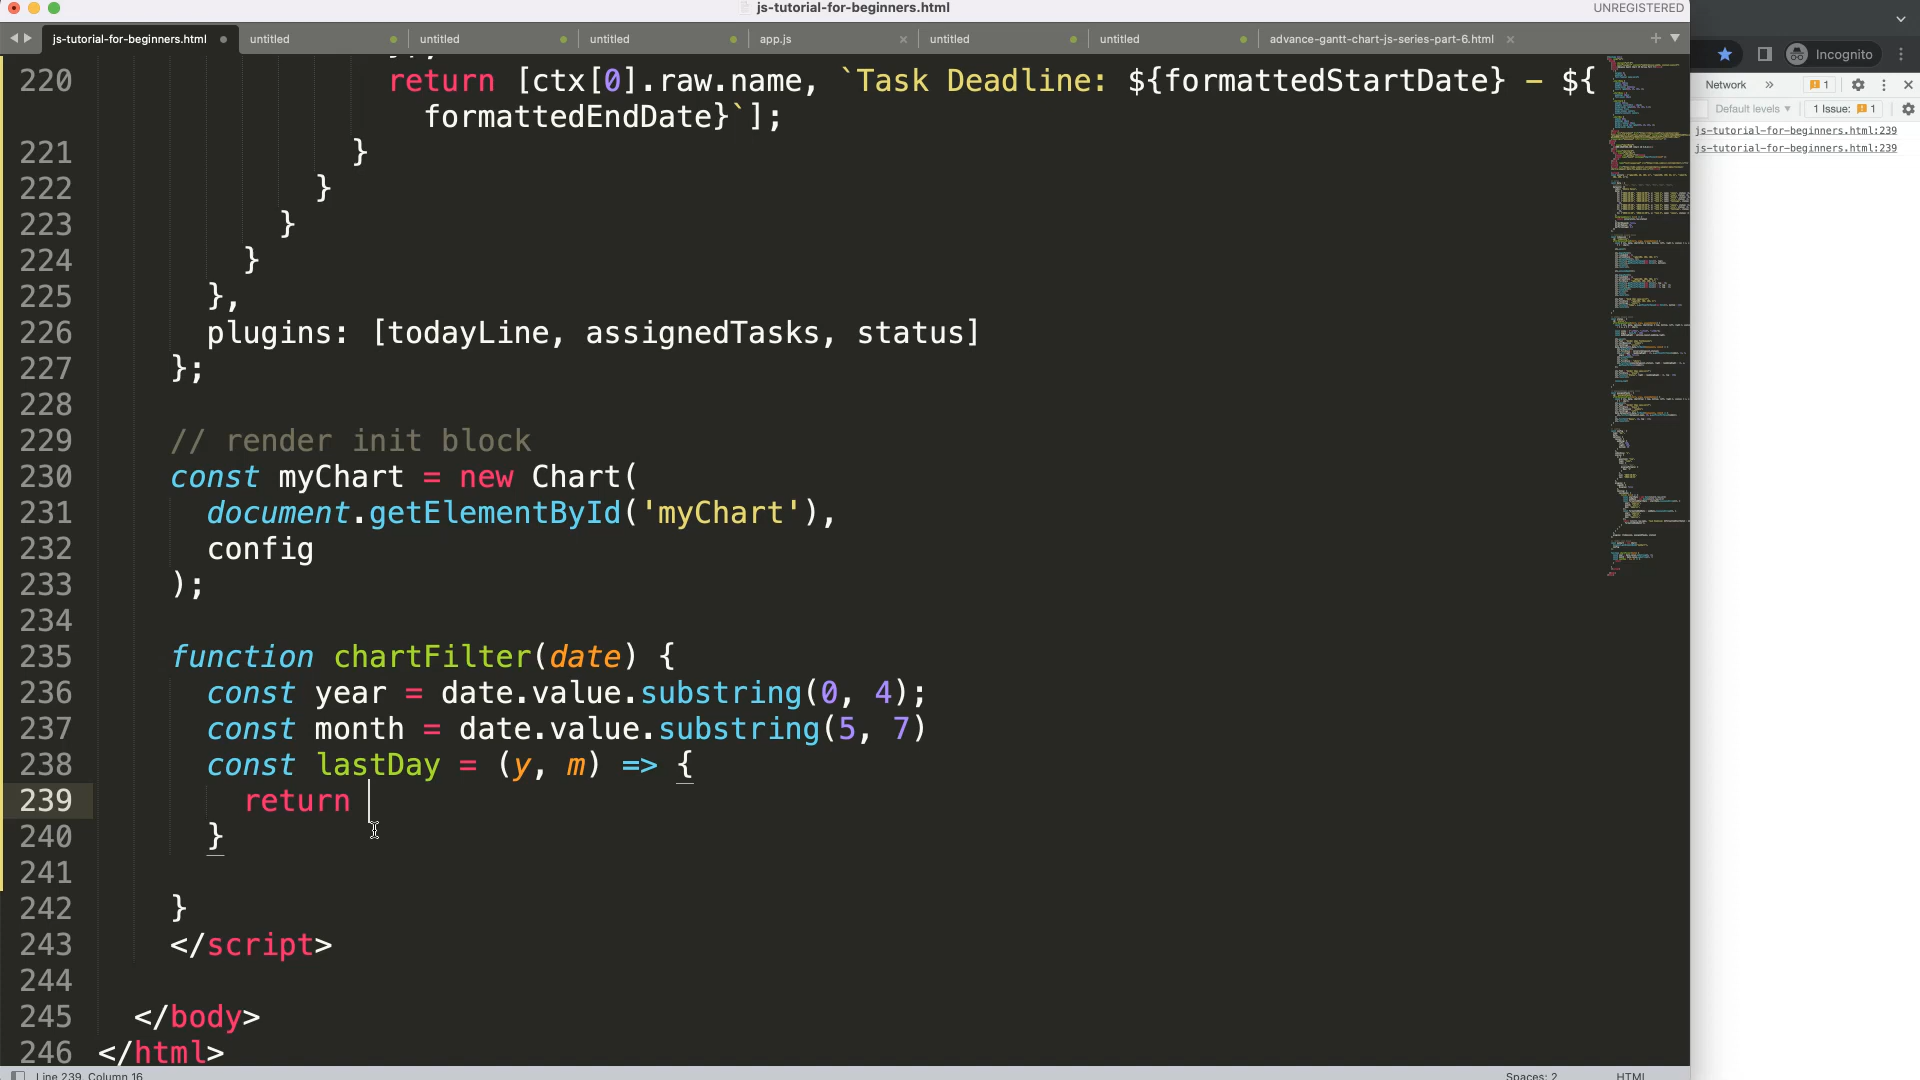 js-tutorial-for-beginners.html
UNREGISTERED
js-tutorial-for-beginners.html
untitled
untitled
untitled
app.js
untitled
untitled
advance-gantt-chart-js-series-part-6.html
Incognito
Network
1
Default levels
1 Issue: 1
js-tutorial-for-beginners.html:239
js-tutorial-for-beginners.html:239
220 return [ctx[0].raw.name, `Task Deadline: ${formattedStartDate} - ${
formattedEndDate}`];
221 }
222 }
223 }
224 }
225 },
226 plugins: [todayLine, assignedTasks, status]
227 };
228
229 // render init block
230 const myChart = new Chart(
231 document.getElementById('myChart'),
232 config
233 );
234
235 function chartFilter(date) {
236 const year = date.value.substring(0, 4);
237 const month = date.value.substring(5, 7)
238 const lastDay = (y, m) => {
239 return
240 }
241
242 }
243 </script>
244
245 </body>
246 </html>
Line 239, Column 16
Spaces: 2
HTML